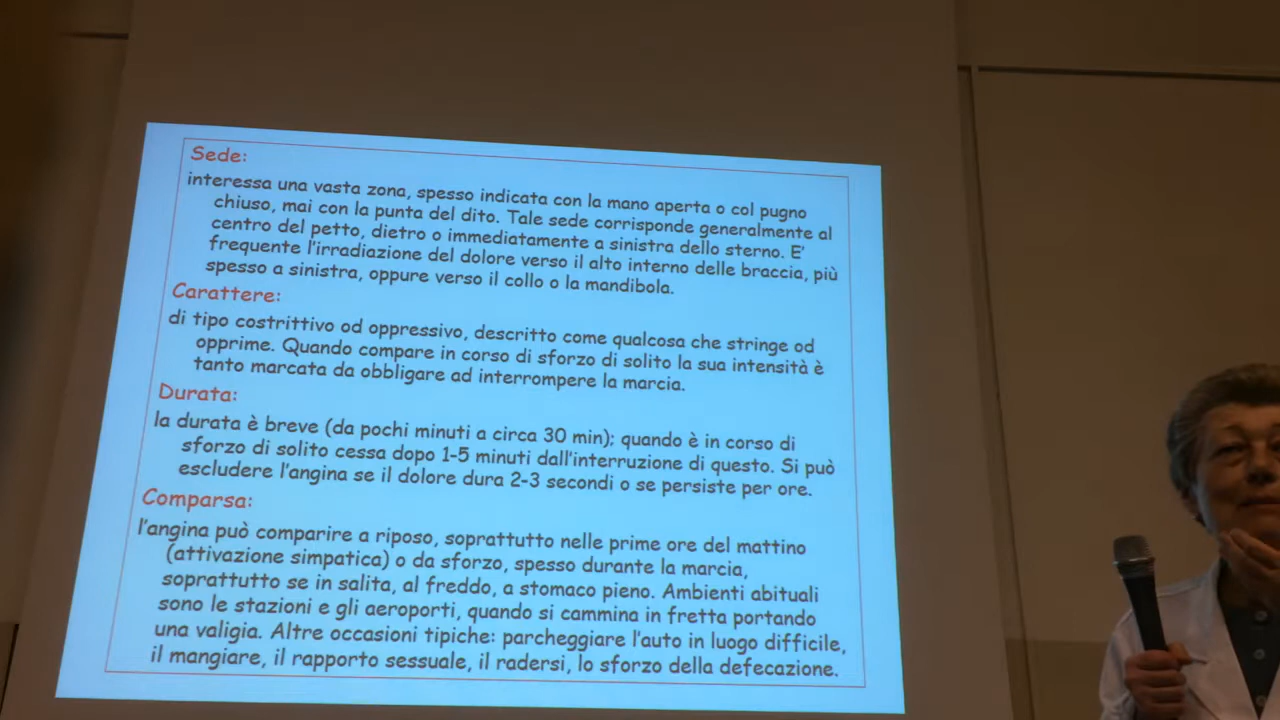 Sede:
interessa una vasta zona, spesso indicata con la mano aperta o col pugno
chiuso, mai con la punta del dito. Tale sede corrisponde generalmente al
centro del petto, dietro o immediatamente a sinistra dello sterno. E'
frequente l'irradiazione del dolore verso il alto interno delle braccia, più
spesso a sinistra, oppure verso il collo o la mandibola.
Carattere:
di tipo costrittivo od oppressivo, descritto come qualcosa che stringe od
opprime. Quando compare in corso di sforzo di solito la sua intensità è
tanto marcata da obbligare ad interrompere la marcia.
Durata:
la durata è breve (da pochi minuti a circa 30 min); quando è in corso di
sforzo di solito cessa dopo 1-5 minuti dall'interruzione di questo. Si può
escludere l'angina se il dolore dura 2-3 secondi o se persiste per ore.
Comparsa:
l'angina può comparire a riposo, soprattutto nelle prime ore del mattino
(attivazione simpatica) o da sforzo, spesso durante la marcia,
soprattutto se in salita, al freddo, a stomaco pieno. Ambienti abituali
sono le stazioni e gli aeroporti, quando si cammina in fretta portando
una valigia. Altre occasioni tipiche: parcheggiare l'auto in luogo difficile,
il mangiare, il rapporto sessuale, il radersi, lo sforzo della defecazione.